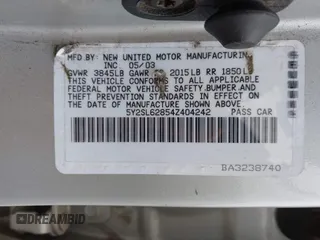 MFD. BY: NEW UNITED MOTOR MANUFACTURING
INC 05/03
GVWR 3845LB GAWR 2015LB RR 1850LB
THIS VEHICLE CONFORMS TO ALL APPLICABLE
FEDERAL MOTOR VEHICLE SAFETY, BUMPER, AND
THEFT PREVENTION STANDARDS IN EFFECT ON
THE DATE OF MANUFACTURE SHOWN ABOVE.
5Y2SL62854Z404242 PASS CAR
BA3238740
DREAMBID